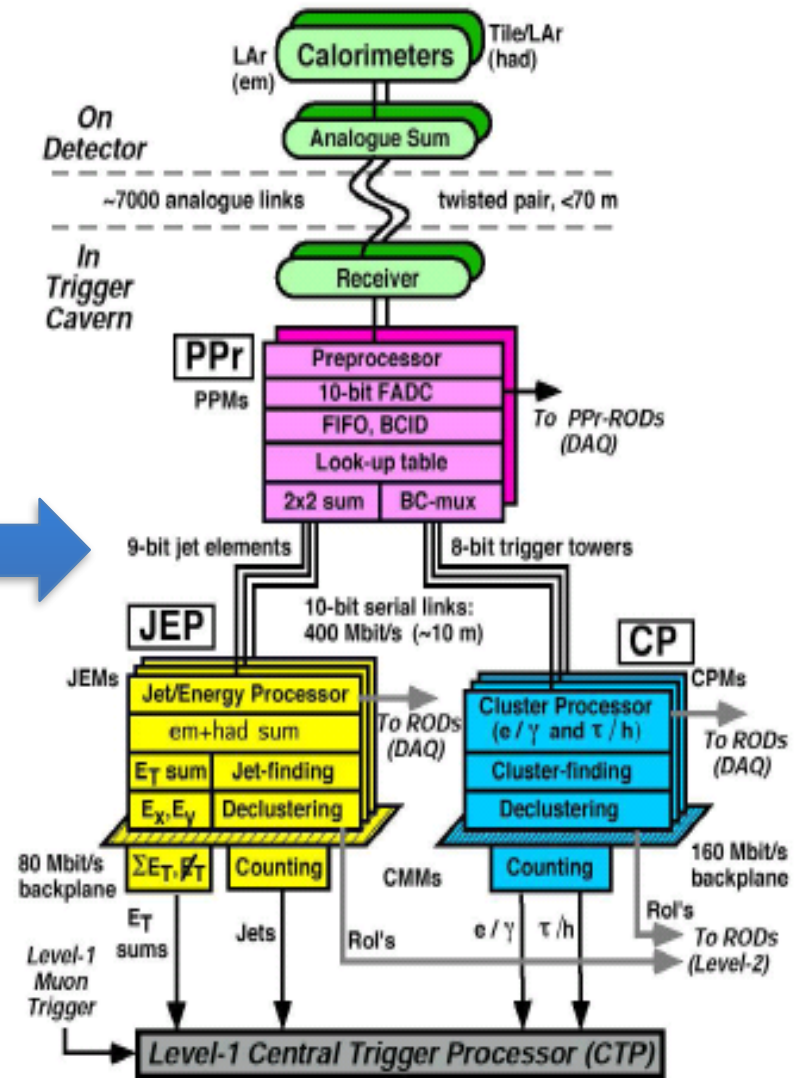 LAr
(em)
Calorimeters
Tile/LAr
(had)
On
Detector
Analogue Sum
~7000 analogue links
twisted pair, <70 m
In
Trigger
Cavern
Receiver
PPr
PPMs
Preprocessor
10-bit FADC
FIFO, BCID
Look-up table
2x2 sum
BC-mux
To PPr-RODs
(DAQ)
9-bit jet elements
8-bit trigger towers
10-bit serial links:
400 Mbit/s (~10 m)
JEP
JEMs
Jet/Energy Processor
em+had sum
ET sum
Jet-finding
Ex,Ey
Declustering
To RODs
(DAQ)
CP
CPMs
Cluster Processor
(e / γ and τ / h)
Cluster-finding
Declustering
To RODs
(DAQ)
80 Mbit/s
backplane
ΣET,E̸T
Counting
CMMs
Counting
160 Mbit/s
backplane
ET
sums
Jets
RoI's
e / γ
τ /h
RoI's
To RODs
(Level-2)
Level-1
Muon
Trigger
Level-1 Central Trigger Processor (CTP)